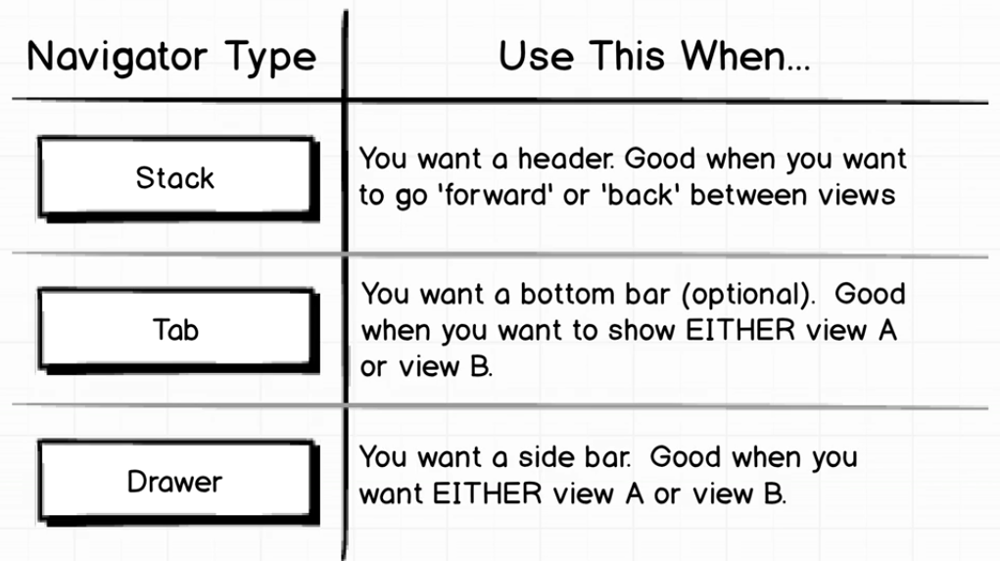 Navigator Type
Use This When...
Stack
You want a header. Good when you want
to go 'forward' or 'back' between views
Tab
You want a bottom bar (optional).  Good
when you want to show EITHER view A
or view B.
Drawer
You want a side bar.  Good when you
want EITHER view A or view B.